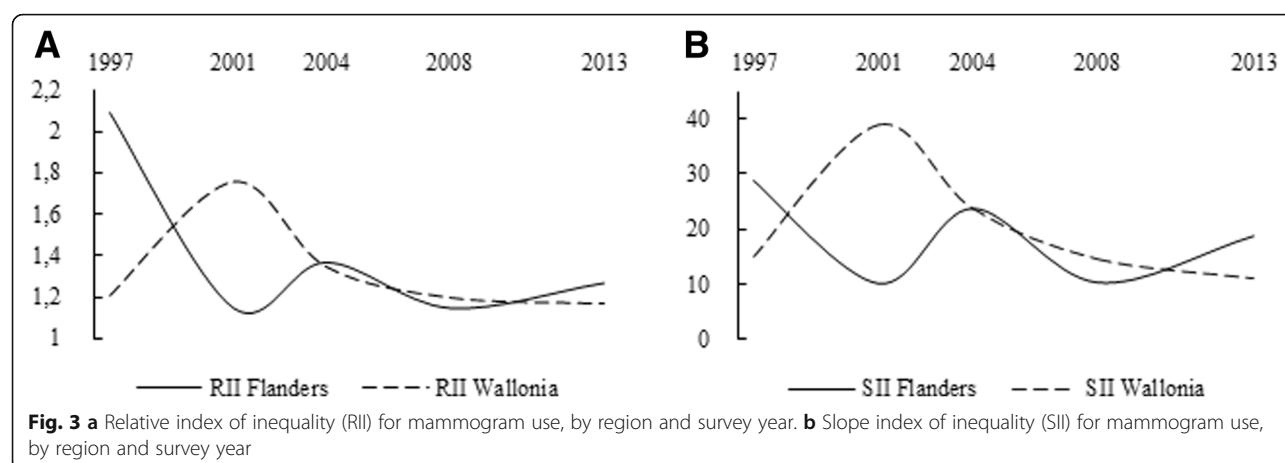 A
1997 2001 2004 2008 2013
2,2
2
1,8
1,6
1,4
1,2
1
RII Flanders RII Wallonia
B
1997 2001 2004 2008 2013
40
30
20
10
0
SII Flanders SII Wallonia
Fig. 3 a Relative index of inequality (RII) for mammogram use, by region and survey year. b Slope index of inequality (SII) for mammogram use,
by region and survey year